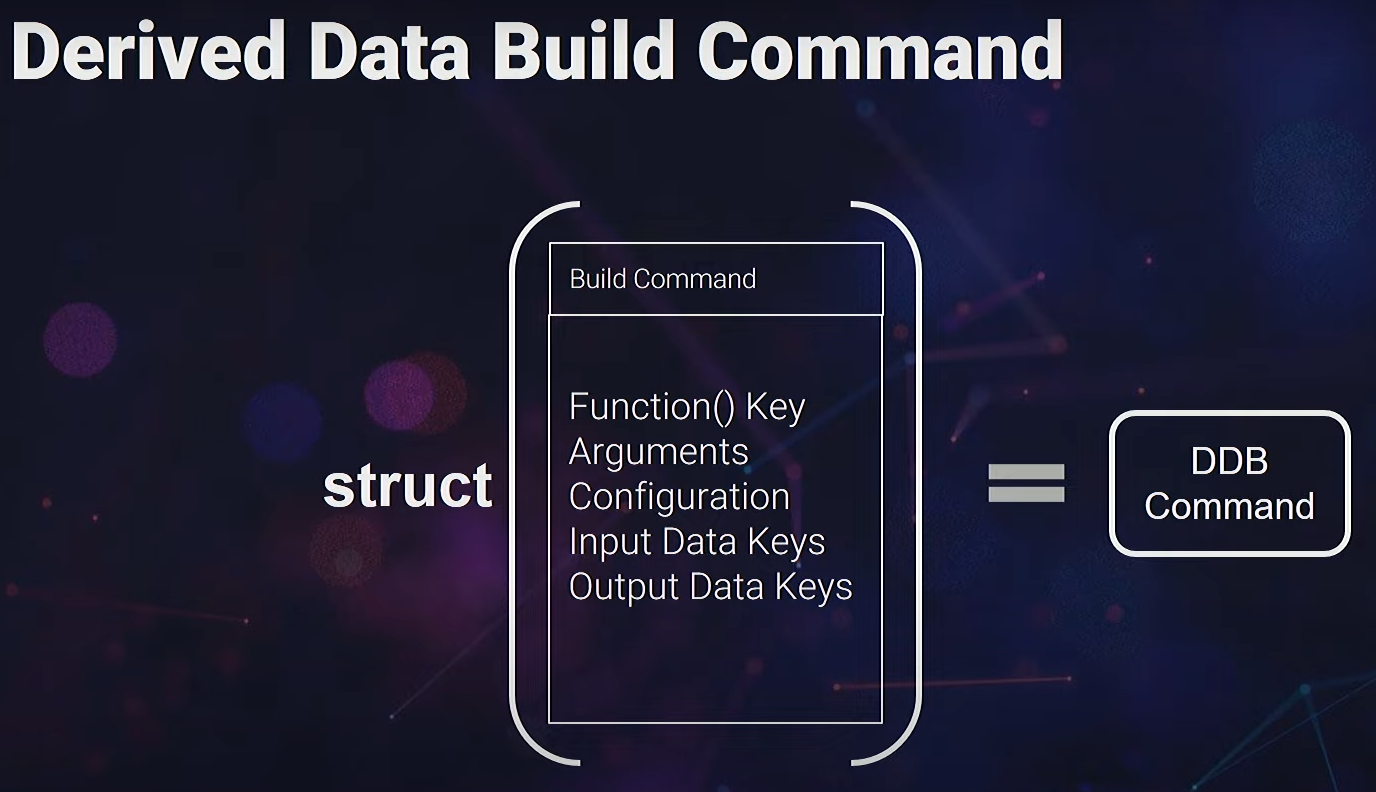 Derived Data Build Command
Build Command
Function() Key
Arguments
Configuration
Input Data Keys
Output Data Keys
struct
=
DDB
Command